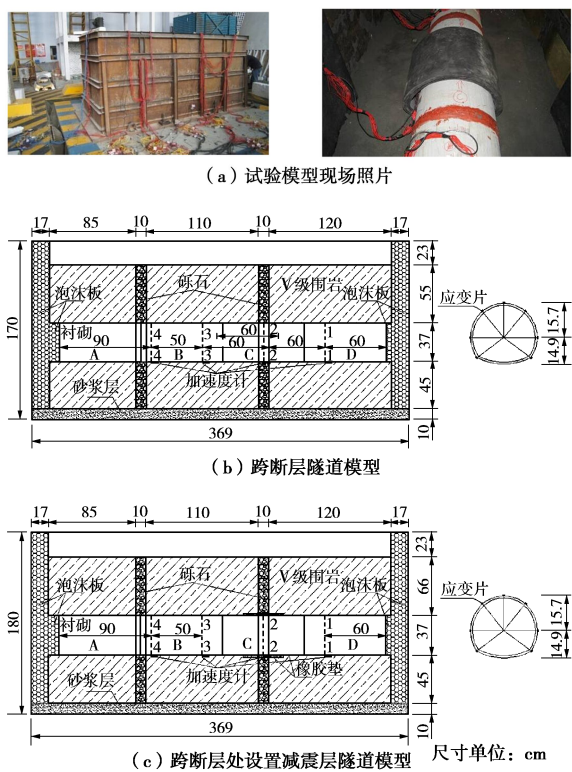 （a）试验模型现场照片
17 85 10 110 10 120 17
170
23
55
37
45
10
泡沫板 砾石 Ⅴ级围岩 泡沫板
衬砌 90 4 50 3 60 2 1
A 4 B 3 60 C 2 60 1 60 D
加速度计
砂浆层
369
应变片
15.7
14.9
（b）跨断层隧道模型
17 85 10 110 10 120 17
180
23
66
37
45
10
泡沫板 砾石 Ⅴ级围岩 泡沫板
衬砌 90 4 50 3 2 1 60
A 4 B 3 C 2 1 D
加速度计 橡胶垫
砂浆层
369
应变片
15.7
14.9
（c）跨断层处设置减震层隧道模型 尺寸单位：cm